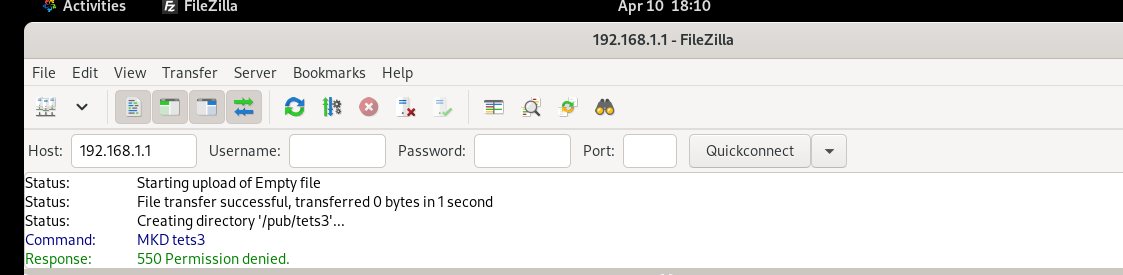 Activities FileZilla Apr 10 18:10
192.168.1.1 - FileZilla
File Edit View Transfer Server Bookmarks Help
Host: 192.168.1.1 Username: Password: Port: Quickconnect
Status: Starting upload of Empty file
Status: File transfer successful, transferred 0 bytes in 1 second
Status: Creating directory '/pub/tets3'...
Command: MKD tets3
Response: 550 Permission denied.